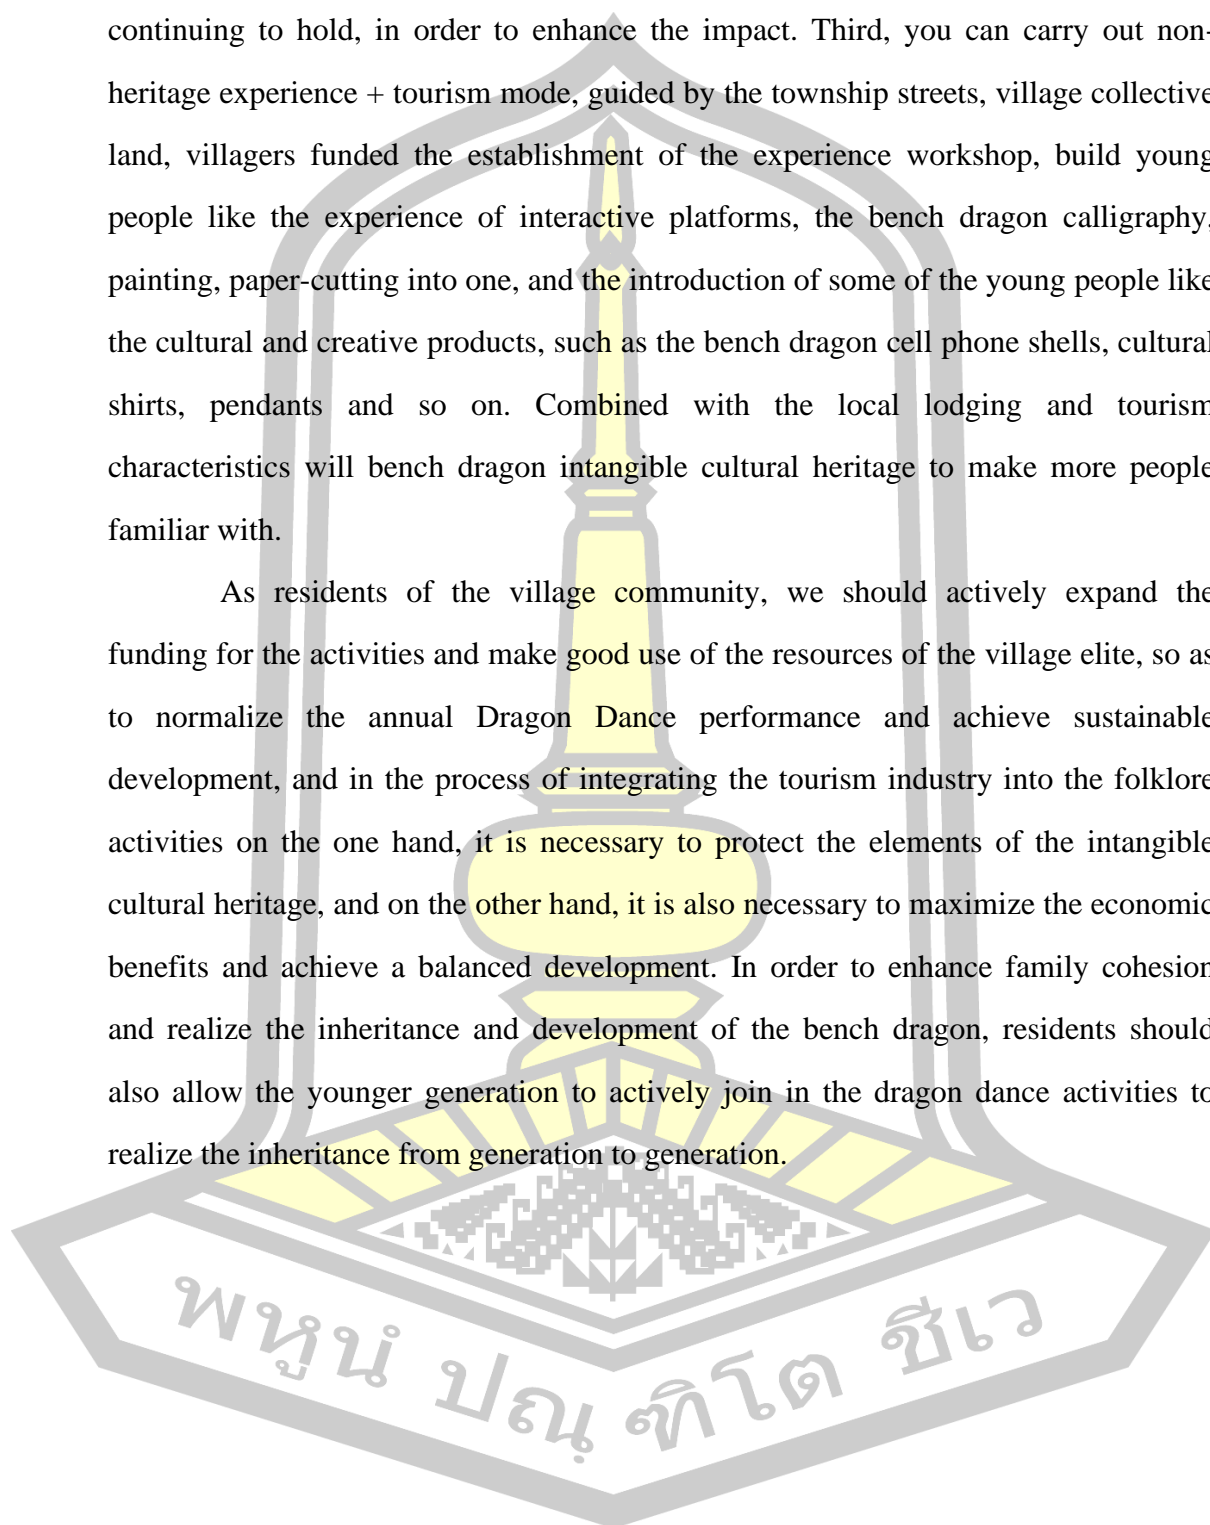 continuing to hold, in order to enhance the impact. Third, you can carry out non-
heritage experience + tourism mode, guided by the township streets, village collective
land, villagers funded the establishment of the experience workshop, build young
people like the experience of interactive platforms, the bench dragon calligraphy,
painting, paper-cutting into one, and the introduction of some of the young people like
the cultural and creative products, such as the bench dragon cell phone shells, cultural
shirts, pendants and so on. Combined with the local lodging and tourism
characteristics will bench dragon intangible cultural heritage to make more people
familiar with.
As residents of the village community, we should actively expand the
funding for the activities and make good use of the resources of the village elite, so as
to normalize the annual Dragon Dance performance and achieve sustainable
development, and in the process of integrating the tourism industry into the folklore
activities on the one hand, it is necessary to protect the elements of the intangible
cultural heritage, and on the other hand, it is also necessary to maximize the economic
benefits and achieve a balanced development. In order to enhance family cohesion
and realize the inheritance and development of the bench dragon, residents should
also allow the younger generation to actively join in the dragon dance activities to
realize the inheritance from generation to generation.
พหูนํ ปณฺฑิโต ชีเว